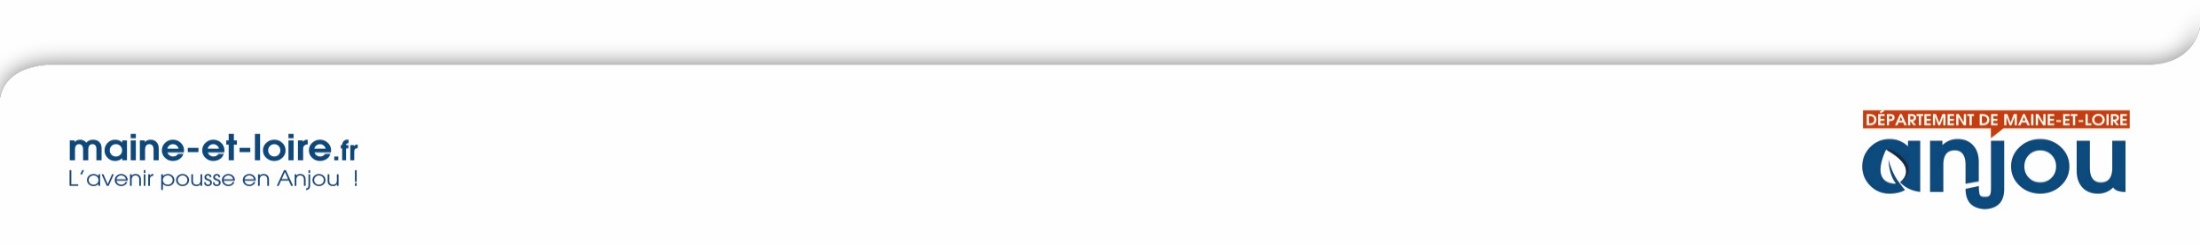 maine-et-loire.fr
L'avenir pousse en Anjou !
DÉPARTEMENT DE MAINE-ET-LOIRE
anjou